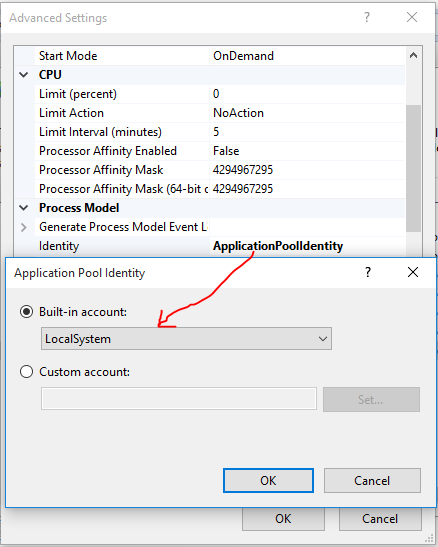 Advanced Settings
Start Mode OnDemand
CPU
Limit (percent) 0
Limit Action NoAction
Limit Interval (minutes) 5
Processor Affinity Enabled False
Processor Affinity Mask 4294967295
Processor Affinity Mask (64-bit o 4294967295
Process Model
Generate Process Model Event L
Identity ApplicationPoolIdentity
Application Pool Identity
Built-in account:
LocalSystem
Custom account:
Set...
OK Cancel
OK Cancel